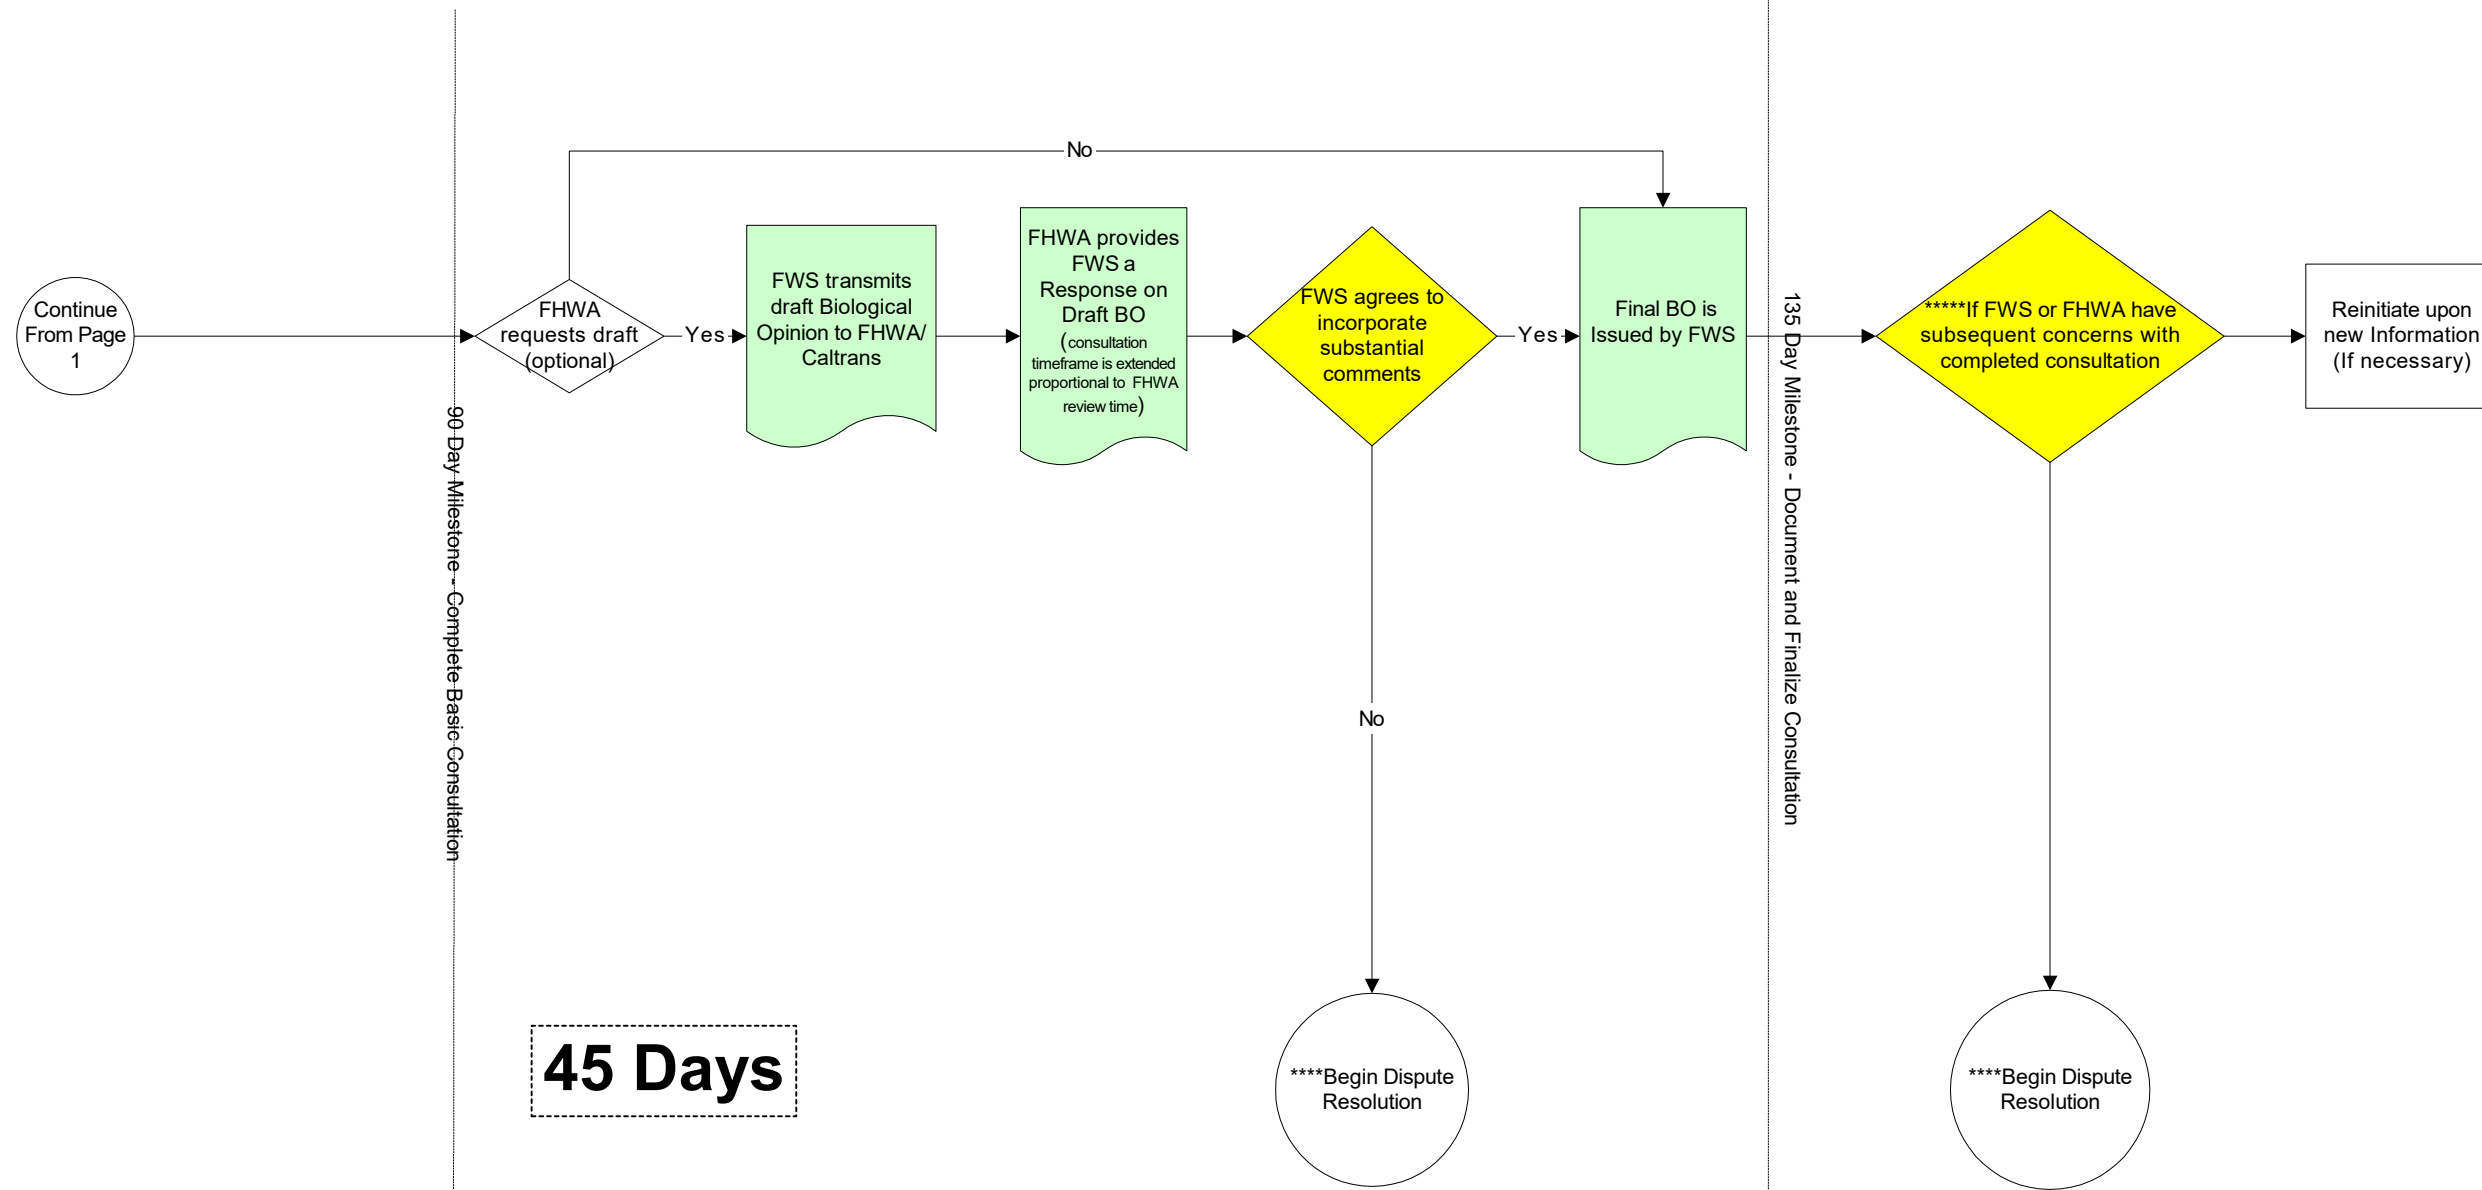 Continue
From Page
1
90 Day Milestone - Complete Basic Consultation
FHWA
requests draft
(optional)
No
Yes
FWS transmits
draft Biological
Opinion to FHWA/
Caltrans
FHWA provides
FWS a
Response on
Draft BO
(consultation
timeframe is extended
proportional to FHWA
review time)
FWS agrees to
incorporate
substantial
comments
Yes
No
Final BO is
Issued by FWS
135 Day Milestone - Document and Finalize Consultation
*****If FWS or FHWA have
subsequent concerns with
completed consultation
Reinitiate upon
new Information
(If necessary)
45 Days
****Begin Dispute
Resolution
****Begin Dispute
Resolution